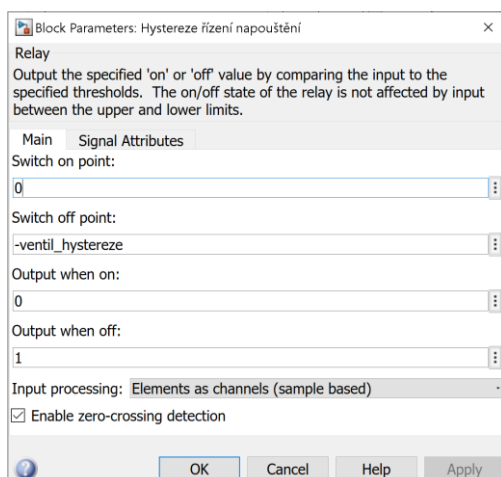 Block Parameters: Hystereze řízení napouštění
Relay
Output the specified 'on' or 'off' value by comparing the input to the
specified thresholds. The on/off state of the relay is not affected by input
between the upper and lower limits.
Main Signal Attributes
Switch on point:
0
Switch off point:
-ventil_hystereze
Output when on:
0
Output when off:
1
Input processing: Elements as channels (sample based)
Enable zero-crossing detection
OK Cancel Help Apply